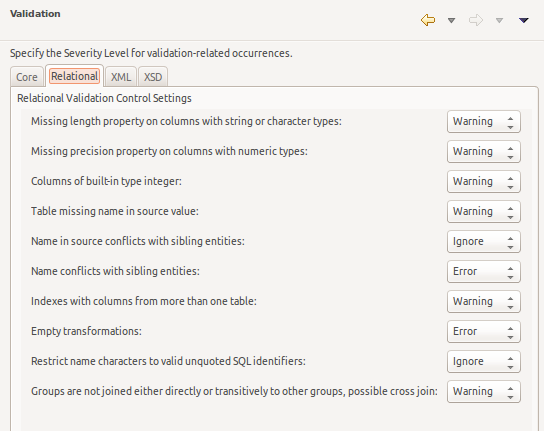 Validation
Specify the Severity Level for validation-related occurrences.
Core Relational XML XSD
Relational Validation Control Settings
Missing length property on columns with string or character types: Warning
Missing precision property on columns with numeric types: Warning
Columns of built-in type integer: Warning
Table missing name in source value: Warning
Name in source conflicts with sibling entities: Ignore
Name conflicts with sibling entities: Error
Indexes with columns from more than one table: Warning
Empty transformations: Error
Restrict name characters to valid unquoted SQL identifiers: Ignore
Groups are not joined either directly or transitively to other groups, possible cross join: Warning